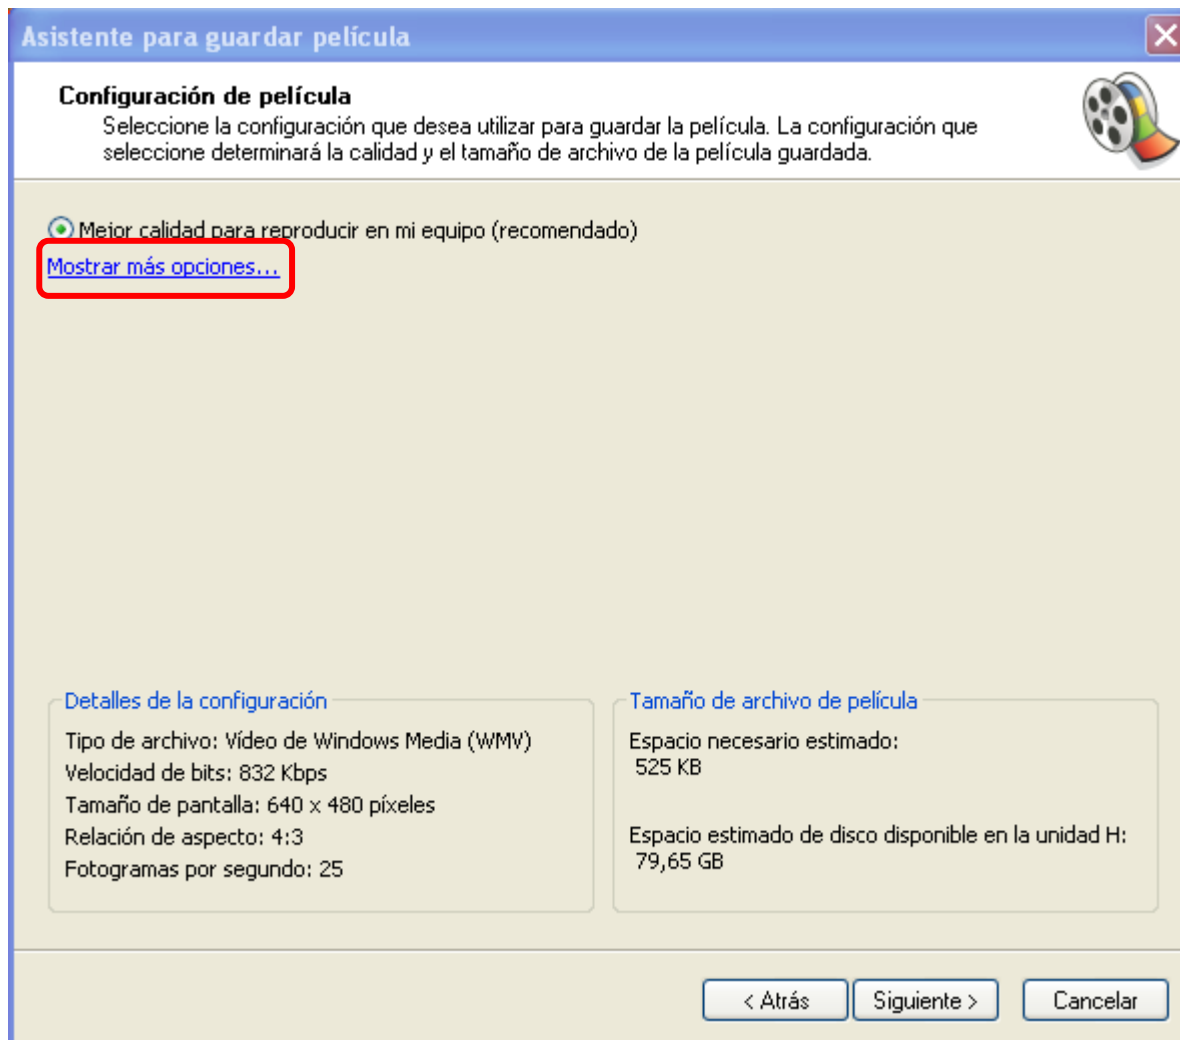 Asistente para guardar película
Configuración de película
Seleccione la configuración que desea utilizar para guardar la película. La configuración que
seleccione determinará la calidad y el tamaño de archivo de la película guardada.
Mejor calidad para reproducir en mi equipo (recomendado)
Mostrar más opciones...
Detalles de la configuración
Tipo de archivo: Vídeo de Windows Media (WMV)
Velocidad de bits: 832 Kbps
Tamaño de pantalla: 640 x 480 píxeles
Relación de aspecto: 4:3
Fotogramas por segundo: 25
Tamaño de archivo de película
Espacio necesario estimado:
525 KB
Espacio estimado de disco disponible en la unidad H:
79,65 GB
< Atrás
Siguiente >
Cancelar